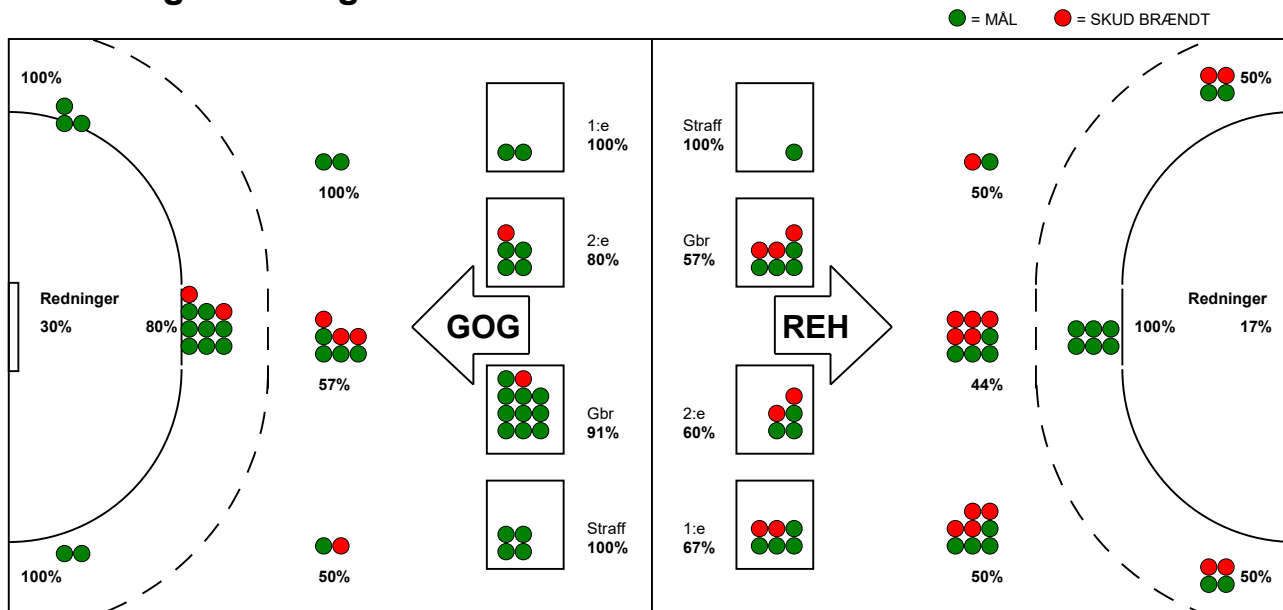 = MÅL = SKUD BRÆNDT
100%
50%
1:e
100%
Straff
100%
100%
50%
2:e
80%
Gbr
57%
Redninger
30%
80%
GOG
REH
100%
Redninger
17%
57%
44%
Gbr
91%
2:e
60%
Straff
100%
1:e
67%
100%
50%
50%
50%